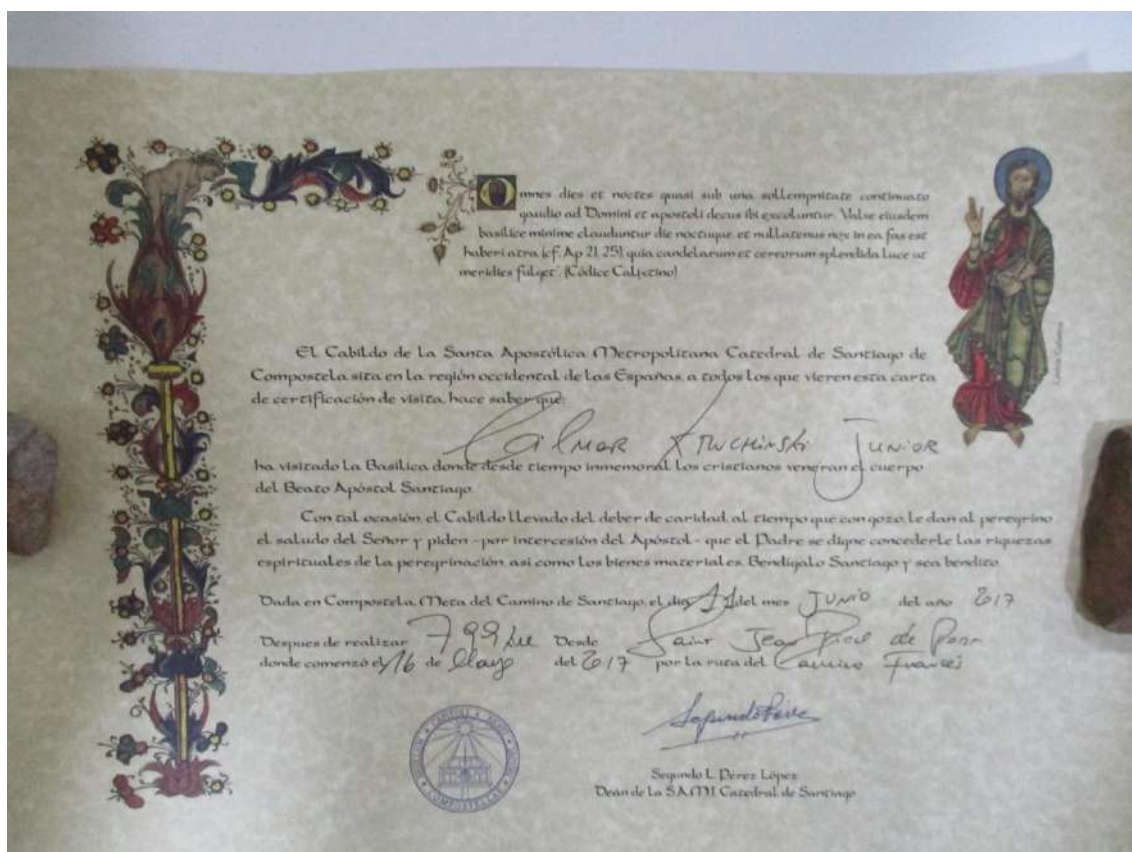 Omnes dies et noctes quasi sub una sollempnitate continuato
gaudio ad Domini et apostoli decus ibi excoluntur. Valve eiusdem
basilice minime clauduntur die noctuque, et nullatenus nox in ea fas est
haberi atra (cf. Ap 21, 25) quia candelarum et cereorum splendida luce ut
meridies fulget". (Códice Calixtino)
El Cabildo de la Santa Apostólica Metropolitana Catedral de Santiago de
Compostela sita en la región occidental de las Españas, a todos los que vieren esta carta
de certificación de visita, hace saber que:
Gilmar Junior
ha visitado la Basílica donde desde tiempo inmemorial los cristianos veneran el cuerpo
del Beato Apóstol Santiago.
Con tal ocasión, el Cabildo llevado del deber de caridad, al tiempo que con gozo, le dan al peregrino
el saludo del Señor y piden - por intercesión del Apóstol - que el Padre se digne concederle las riquezas
espirituales de la peregrinación, así como los bienes materiales. Bendígalo Santiago y sea bendito.
Dada en Compostela, Meta del Camino de Santiago, el día 11 del mes JUNIO del año 2017
Despues de realizar 799 Desde Saint Jean Pied de Port
donde comenzó el 16 de Mayo del 2017 por la ruta del Camino Francés
Segundo L. Pérez López
Deán de la S.A.M.I. Catedral de Santiago